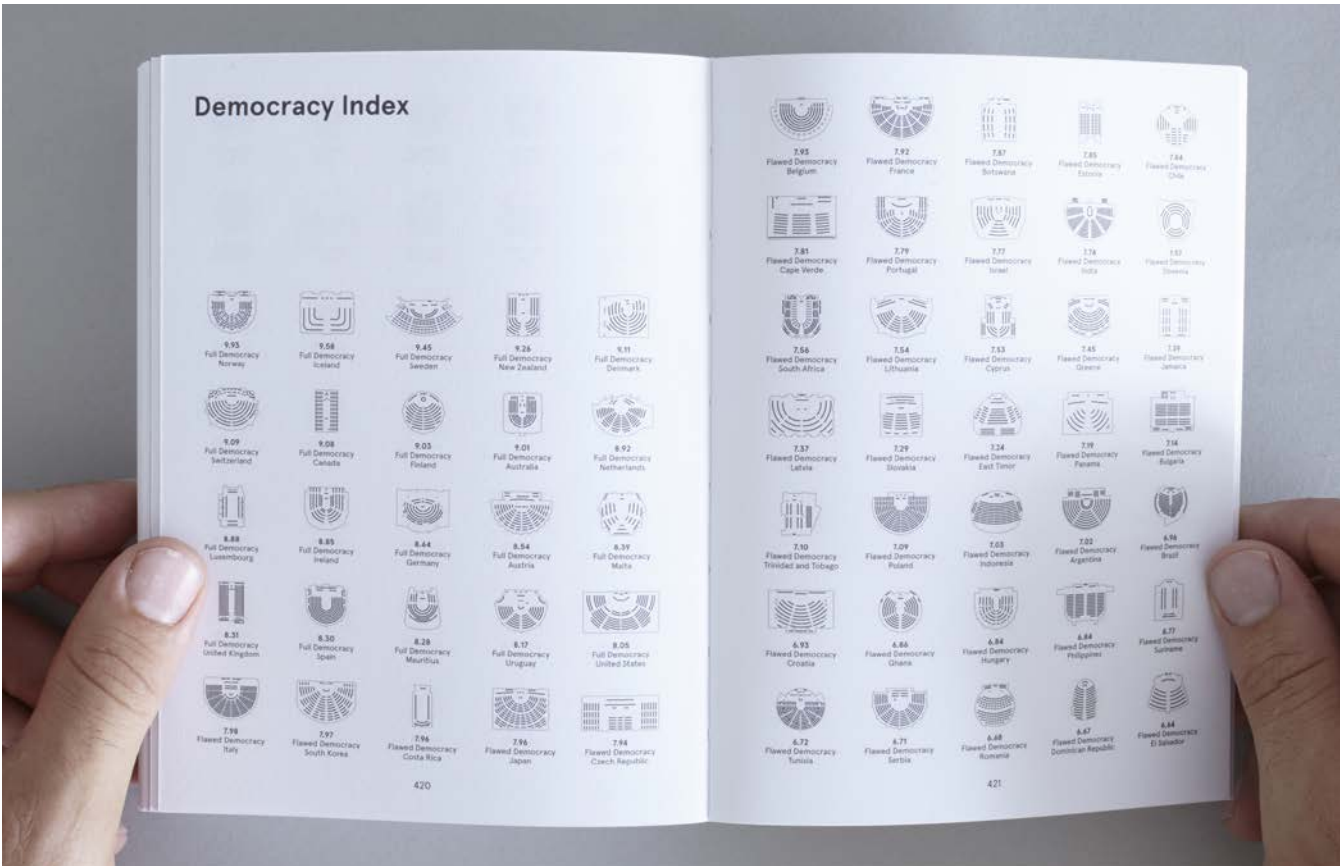 Democracy Index
9.93
Full Democracy
Norway
9.58
Full Democracy
Iceland
9.45
Full Democracy
Sweden
9.26
Full Democracy
New Zealand
9.11
Full Democracy
Denmark
9.09
Full Democracy
Switzerland
9.08
Full Democracy
Canada
9.03
Full Democracy
Finland
9.01
Full Democracy
Australia
8.92
Full Democracy
Netherlands
8.88
Full Democracy
Luxembourg
8.85
Full Democracy
Ireland
8.64
Full Democracy
Germany
8.54
Full Democracy
Austria
8.39
Full Democracy
Malta
8.31
Full Democracy
United Kingdom
8.30
Full Democracy
Spain
8.28
Full Democracy
Mauritius
8.17
Full Democracy
Uruguay
8.05
Full Democracy
United States
7.98
Flawed Democracy
Italy
7.97
Flawed Democracy
South Korea
7.96
Flawed Democracy
Costa Rica
7.96
Flawed Democracy
Japan
7.94
Flawed Democracy
Czech Republic
420
7.93
Flawed Democracy
Belgium
7.92
Flawed Democracy
France
7.87
Flawed Democracy
Botswana
7.85
Flawed Democracy
Estonia
7.84
Flawed Democracy
Chile
7.81
Flawed Democracy
Cape Verde
7.79
Flawed Democracy
Portugal
7.77
Flawed Democracy
Israel
7.74
Flawed Democracy
India
7.57
Flawed Democracy
Slovenia
7.56
Flawed Democracy
South Africa
7.54
Flawed Democracy
Lithuania
7.53
Flawed Democracy
Cyprus
7.45
Flawed Democracy
Greece
7.39
Flawed Democracy
Jamaica
7.37
Flawed Democracy
Latvia
7.29
Flawed Democracy
Slovakia
7.24
Flawed Democracy
East Timor
7.19
Flawed Democracy
Panama
7.14
Flawed Democracy
Bulgaria
7.10
Flawed Democracy
Trinidad and Tobago
7.09
Flawed Democracy
Poland
7.03
Flawed Democracy
Indonesia
7.02
Flawed Democracy
Argentina
6.96
Flawed Democracy
Brazil
6.93
Flawed Democracy
Croatia
6.86
Flawed Democracy
Ghana
6.84
Flawed Democracy
Hungary
6.84
Flawed Democracy
Philippines
6.77
Flawed Democracy
Suriname
6.72
Flawed Democracy
Tunisia
6.71
Flawed Democracy
Serbia
6.68
Flawed Democracy
Romania
6.67
Flawed Democracy
Dominican Republic
6.64
Flawed Democracy
El Salvador
421